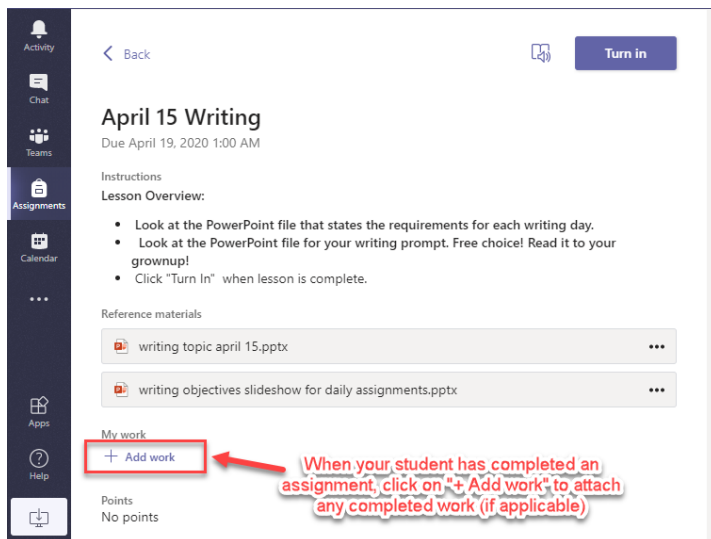 Activity
Chat
Teams
Assignments
Calendar
Apps
Help
Back
Turn in
April 15 Writing
Due April 19, 2020 1:00 AM
Instructions
Lesson Overview:
• Look at the PowerPoint file that states the requirements for each writing day.
• Look at the PowerPoint file for your writing prompt. Free choice! Read it to your
grownup!
• Click "Turn In" when lesson is complete.
Reference materials
writing topic april 15.pptx
writing objectives slideshow for daily assignments.pptx
My work
+ Add work
When your student has completed an
assignment, click on "+ Add work" to attach
any completed work (if applicable)
Points
No points